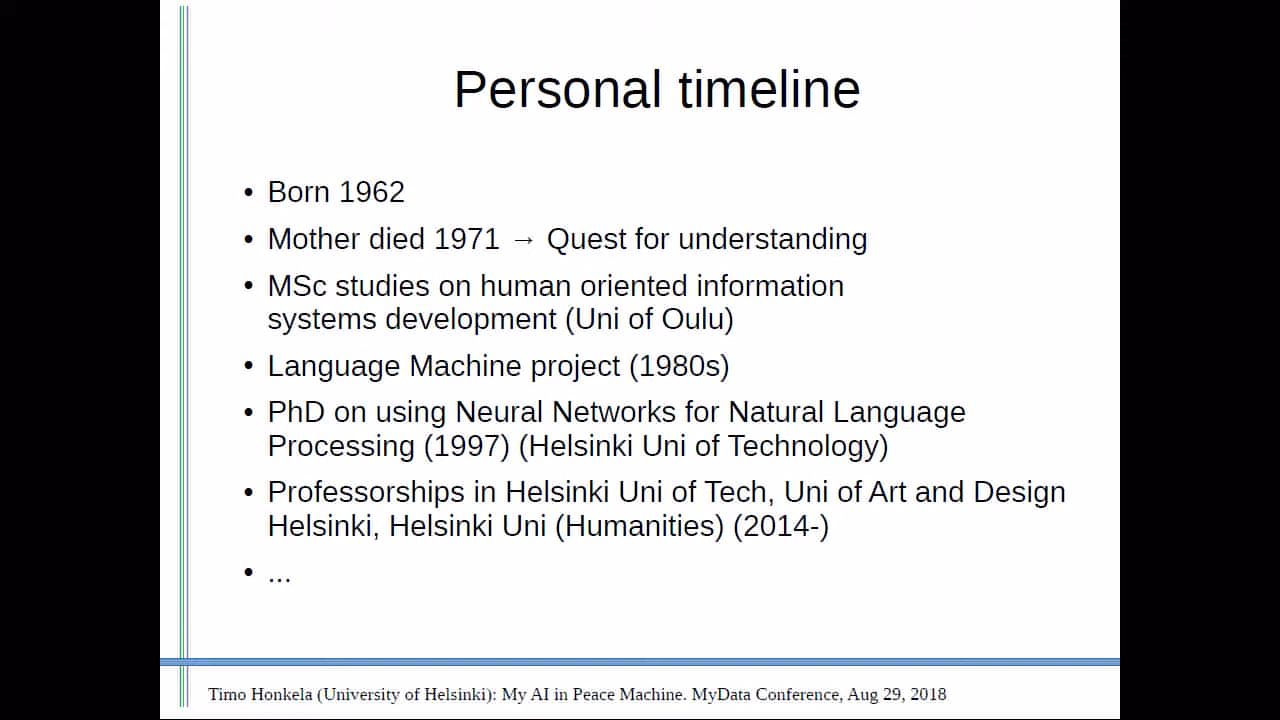 Personal timeline
• Born 1962
• Mother died 1971 → Quest for understanding
• MSc studies on human oriented information
systems development (Uni of Oulu)
• Language Machine project (1980s)
• PhD on using Neural Networks for Natural Language
Processing (1997) (Helsinki Uni of Technology)
• Professorships in Helsinki Uni of Tech, Uni of Art and Design
Helsinki, Helsinki Uni (Humanities) (2014-)
• ...
Timo Honkela (University of Helsinki): My AI in Peace Machine. MyData Conference, Aug 29, 2018